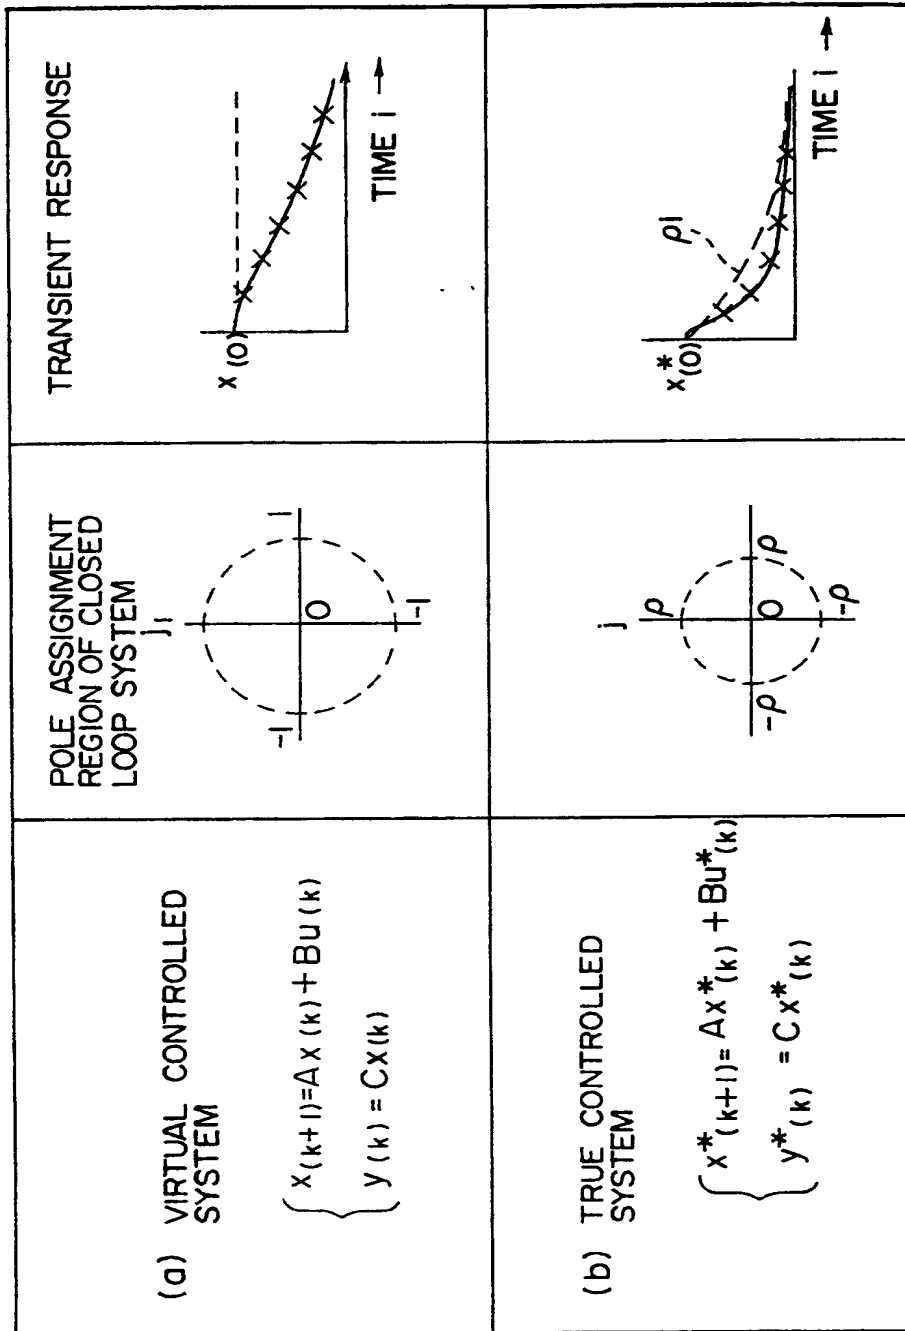 POLE ASSIGNMENT
REGION OF CLOSED
LOOP SYSTEM
TRANSIENT RESPONSE
(a) VIRTUAL CONTROLLED
SYSTEM
x(k+1)=Ax(k)+Bu(k)
y(k)=Cx(k)
j1
-1
0
1
-1
x(0)
TIME i →
(b) TRUE CONTROLLED
SYSTEM
x*(k+1)=Ax*(k)+Bu*(k)
y*(k) =Cx*(k)
j
ρ
-ρ
0
ρ
-ρ
x*(0)
ρi
TIME i →